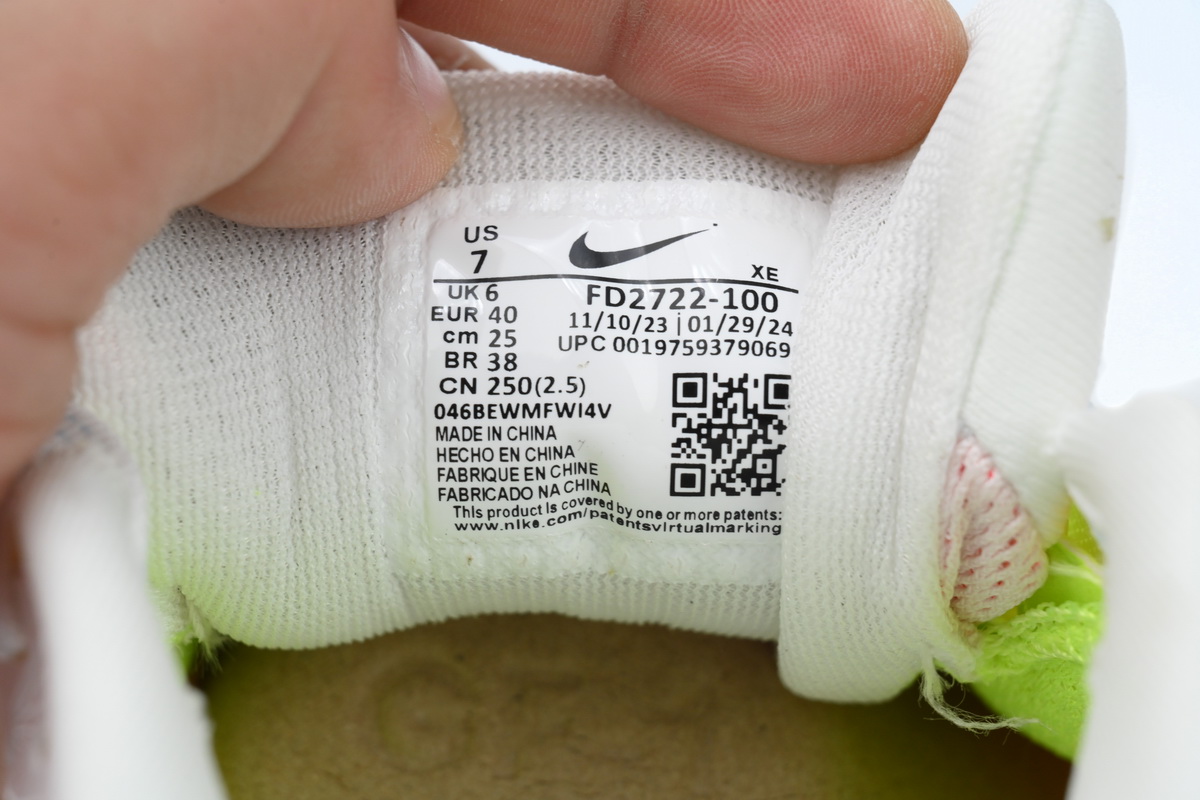 US
7
XE
UK 6
EUR 40
cm 25
BR 38
CN 250(2.5)
FD2722-100
11/10/23 | 01/29/24
UPC 0019759379069
046BEWMFWI4V
MADE IN CHINA
HECHO EN CHINA
FABRIQUE EN CHINE
FABRICADO NA CHINA
This product is covered by one or more patents:
www.nike.com/patentsvirtualmarking